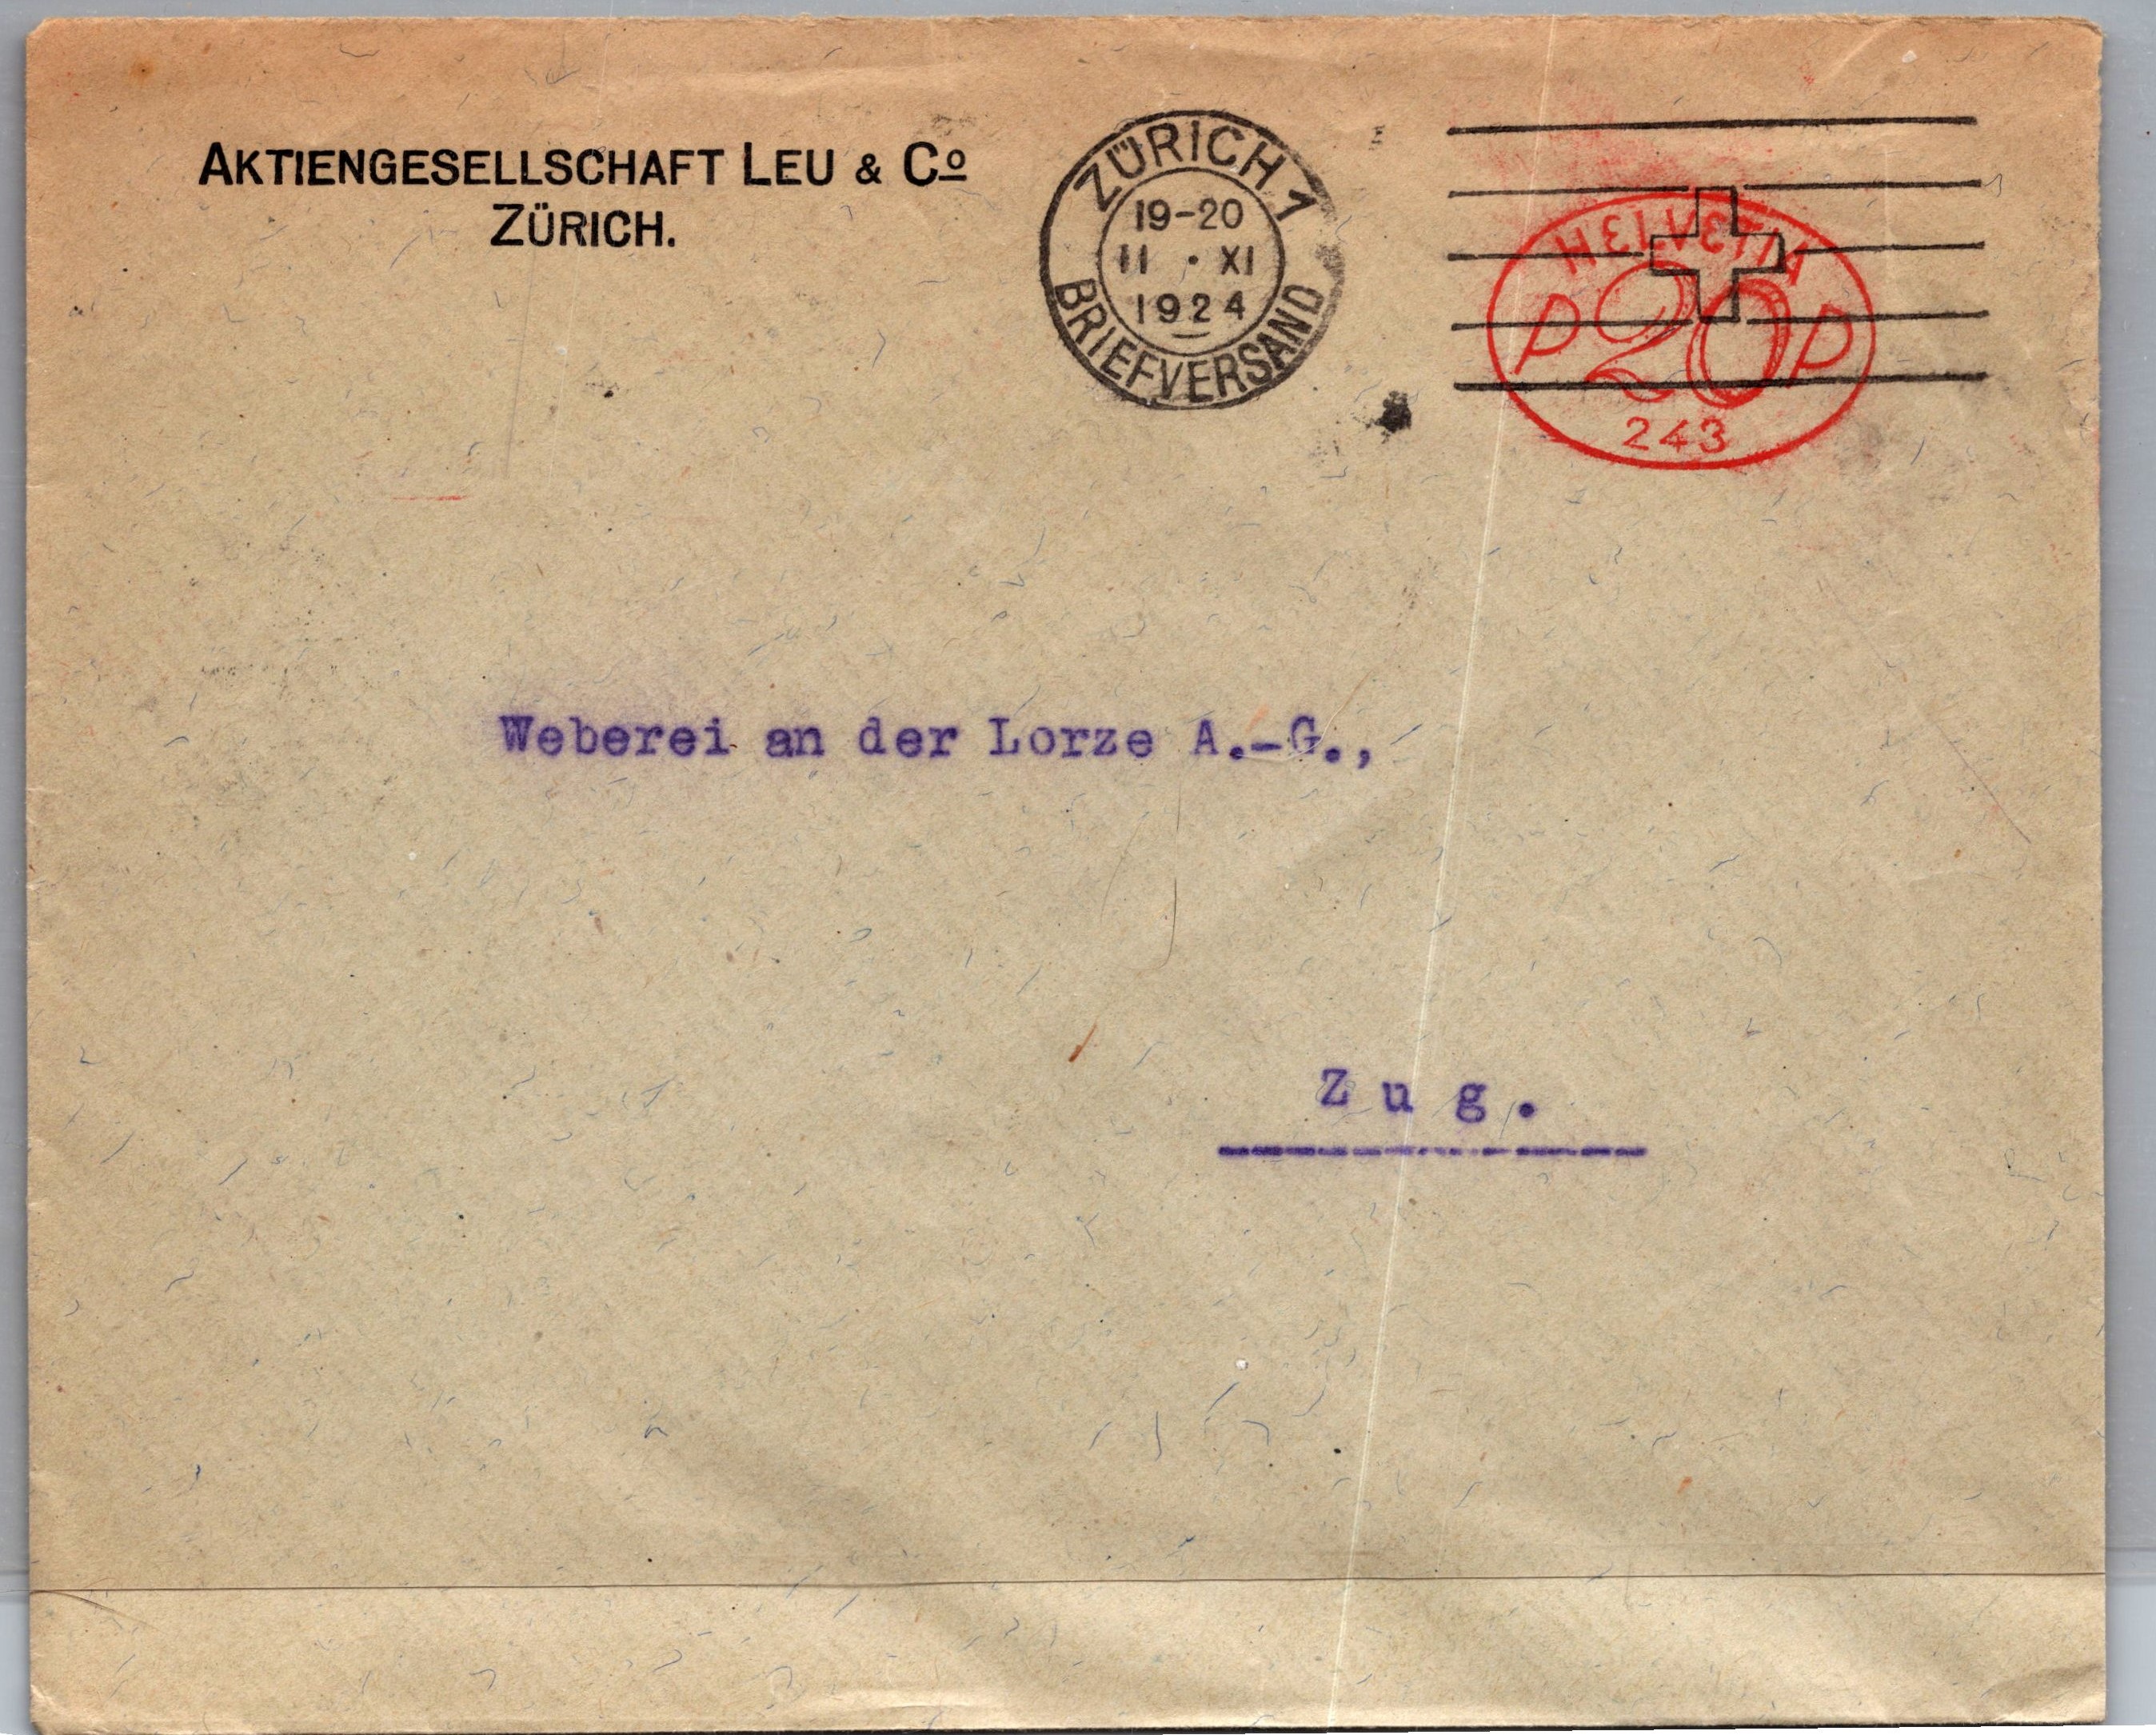 AKTIENGESELLSCHAFT LEU & Co
ZÜRICH.
ZÜRICH 1
19-20
11 · XI
1924
BRIEFVERSAND
HELVETIA
P 20 P
243
Weberei an der Lorze A.-G.,
Zug.